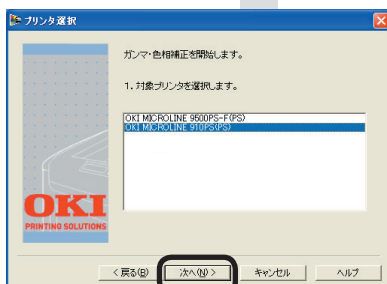 プリンタ選択
ガンマ・色相補正を開始します。
1.対象プリンタを選択します。
OKI MICROLINE 9500PS-F(PS)
OKI MICROLINE 910PS(PS)
OKI
PRINTING SOLUTIONS
<戻る(B) 次へ(N)> キャンセル ヘルプ